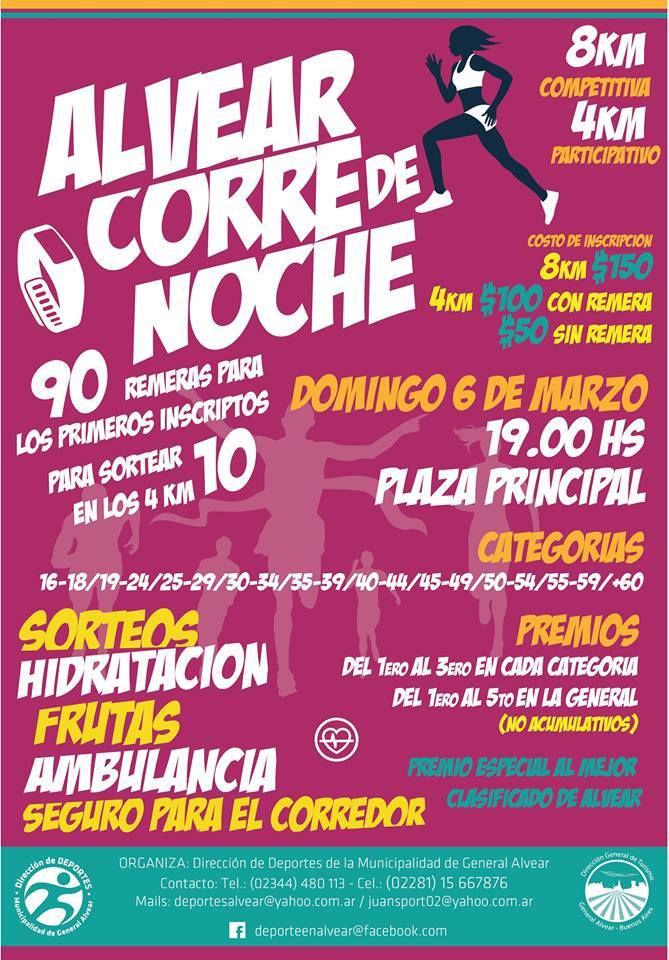 ALVEAR
CORRE DE
NOCHE
8KM
COMPETITIVA
4KM
PARTICIPATIVO
COSTO DE INSCRIPCION
8KM $150
4KM $100 CON REMERA
$50 SIN REMERA
90 REMERAS PARA
LOS PRIMEROS INSCRIPTOS
PARA SORTEAR 10
EN LOS 4 KM
DOMINGO 6 DE MARZO
19.00 HS
PLAZA PRINCIPAL
CATEGORIAS
16-18/19-24/25-29/30-34/35-39/40-44/45-49/50-54/55-59/+60
SORTEOS
HIDRATACION
FRUTAS
AMBULANCIA
SEGURO PARA EL CORREDOR
PREMIOS
DEL 1ERO AL 3ERO EN CADA CATEGORIA
DEL 1ERO AL 5TO EN LA GENERAL
(NO ACUMULATIVOS)
PREMIO ESPECIAL AL MEJOR
CLASIFICADO DE ALVEAR
Dirección de DEPORTES
Municipalidad de General Alvear
ORGANIZA: Dirección de Deportes de la Municipalidad de General Alvear
Contacto: Tel.: (02344) 480 113 - Cel.: (02281) 15 667876
Mails: deportesalvear@yahoo.com.ar / juansport02@yahoo.com.ar
deporteenalvear@facebook.com
Dirección General de Turismo
General Alvear - Buenos Aires